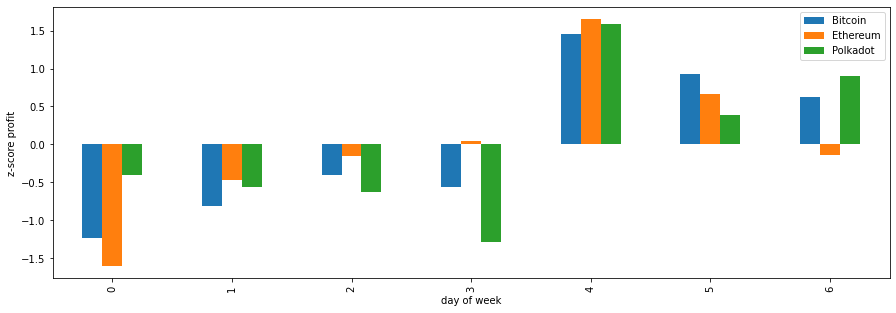 Bitcoin
Ethereum
Polkadot
z-score profit
1.5
1.0
0.5
0.0
−0.5
−1.0
−1.5
0 1 2 3 4 5 6
day of week